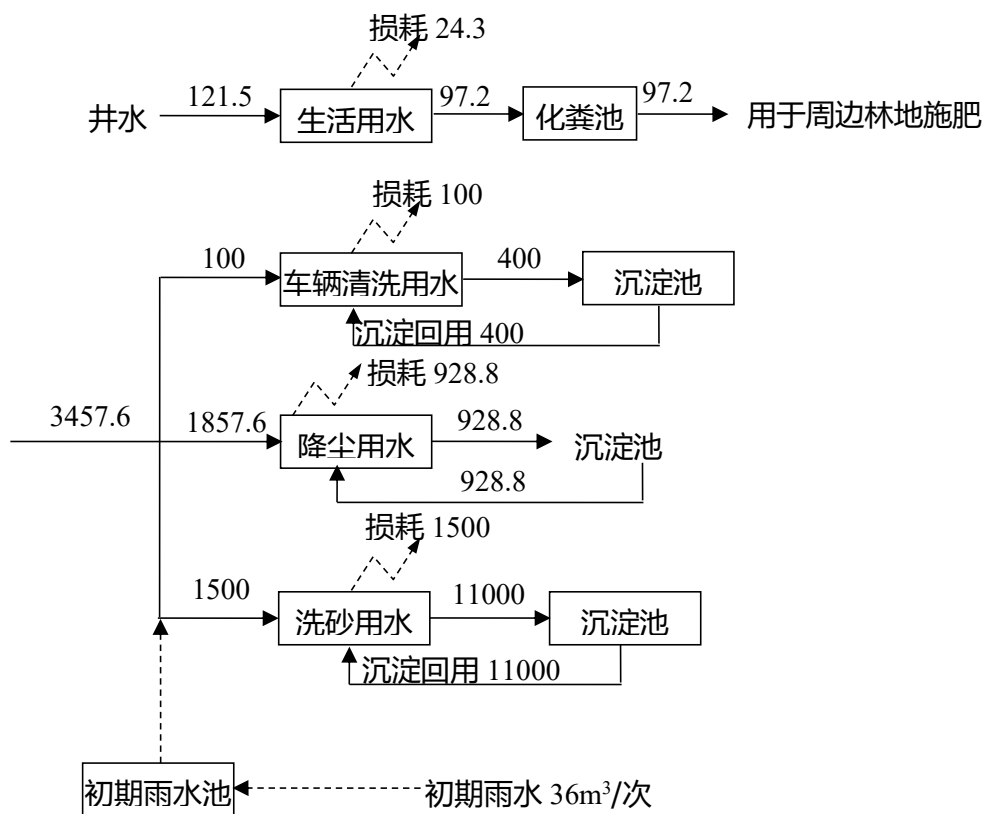 损耗 24.3
井水
121.5
生活用水
97.2
化粪池
97.2
用于周边林地施肥
损耗 100
100
车辆清洗用水
400
沉淀池
沉淀回用 400
损耗 928.8
3457.6
1857.6
降尘用水
928.8
沉淀池
928.8
损耗 1500
1500
洗砂用水
11000
沉淀池
沉淀回用 11000
初期雨水池
初期雨水 36m³/次